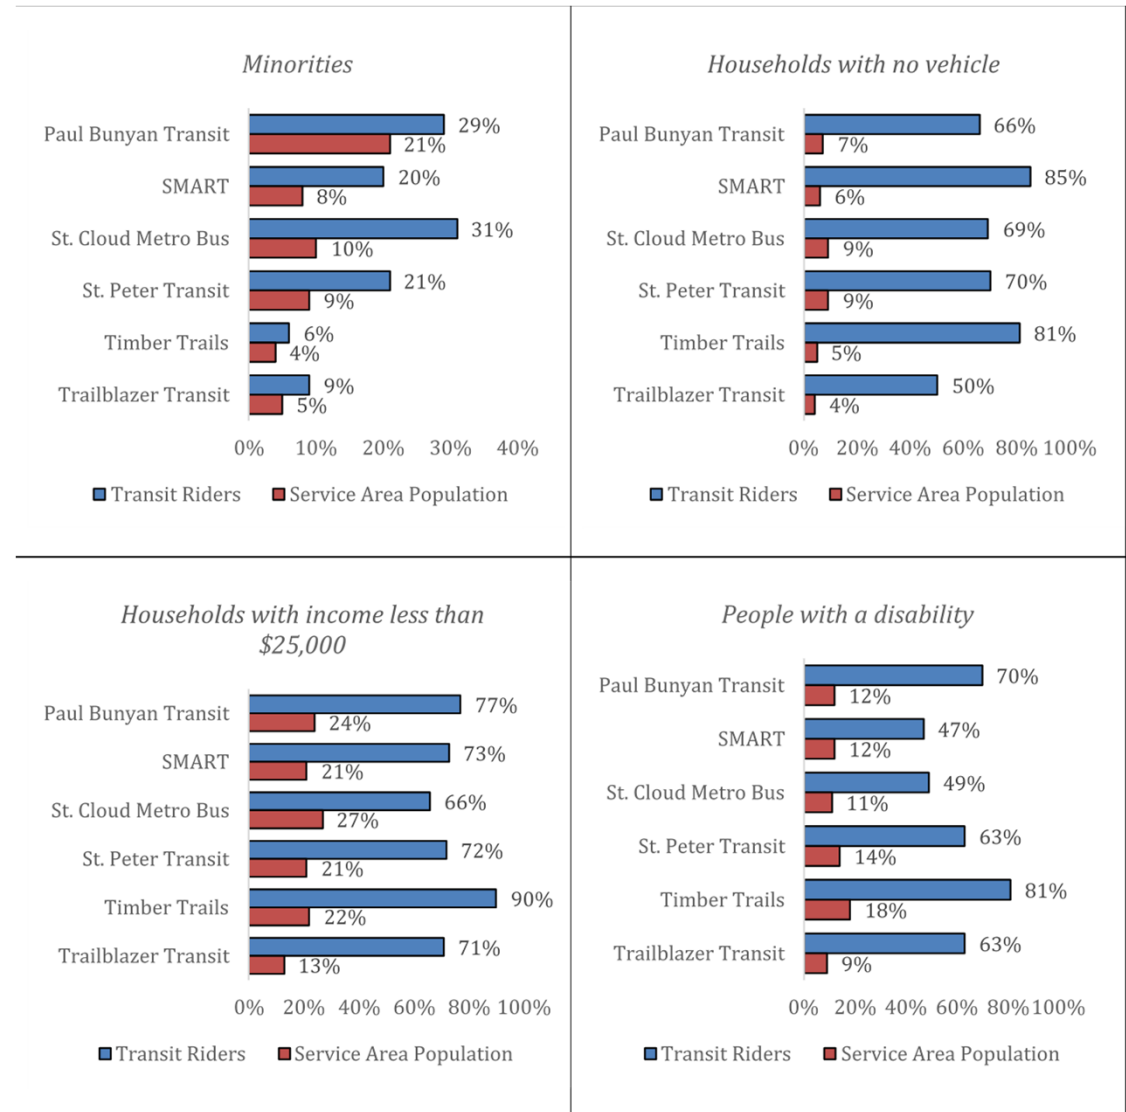 Minorities
Paul Bunyan Transit 29%
21%
SMART 20%
8%
St. Cloud Metro Bus 31%
10%
St. Peter Transit 21%
9%
Timber Trails 6%
4%
Trailblazer Transit 9%
5%
0% 10% 20% 30% 40%
Transit Riders Service Area Population
Households with no vehicle
Paul Bunyan Transit 66%
7%
SMART 85%
6%
St. Cloud Metro Bus 69%
9%
St. Peter Transit 70%
9%
Timber Trails 81%
5%
Trailblazer Transit 50%
4%
0% 20% 40% 60% 80% 100%
Transit Riders Service Area Population
Households with income less than
$25,000
Paul Bunyan Transit 77%
24%
SMART 73%
21%
St. Cloud Metro Bus 66%
27%
St. Peter Transit 72%
21%
Timber Trails 90%
22%
Trailblazer Transit 71%
13%
0% 20% 40% 60% 80% 100%
Transit Riders Service Area Population
People with a disability
Paul Bunyan Transit 70%
12%
SMART 47%
12%
St. Cloud Metro Bus 49%
11%
St. Peter Transit 63%
14%
Timber Trails 81%
18%
Trailblazer Transit 63%
9%
0% 20% 40% 60% 80% 100%
Transit Riders Service Area Population